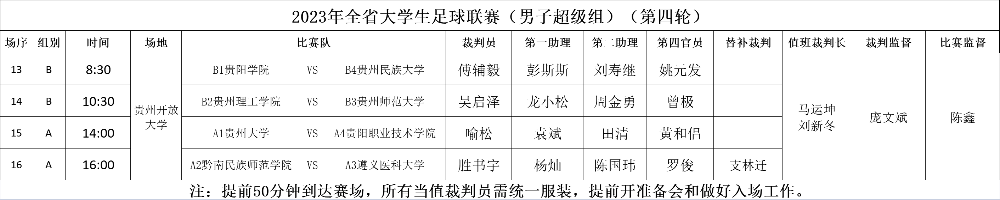 2023年全省大学生足球联赛（男子超级组）（第四轮）
场序 组别 时间 场地 比赛队 裁判员 第一助理 第二助理 第四官员 替补裁判 值班裁判长 裁判监督 比赛监督
13 B 8:30 B1贵阳学院 VS B4贵州民族大学 傅辅毅 彭斯斯 刘寿继 姚元发
14 B 10:30 B2贵州理工学院 VS B3贵州师范大学 吴启泽 龙小松 周金勇 曾极
贵州开放
大学
马运坤
刘新冬
庞文斌
陈鑫
15 A 14:00 A1贵州大学 VS A4贵阳职业技术学院 喻松 袁斌 田清 黄和侣
16 A 16:00 A2黔南民族师范学院 VS A3遵义医科大学 胜书宇 杨灿 陈国玮 罗俊 支林迁
注：提前50分钟到达赛场，所有当值裁判员需统一服装，提前开准备会和做好入场工作。